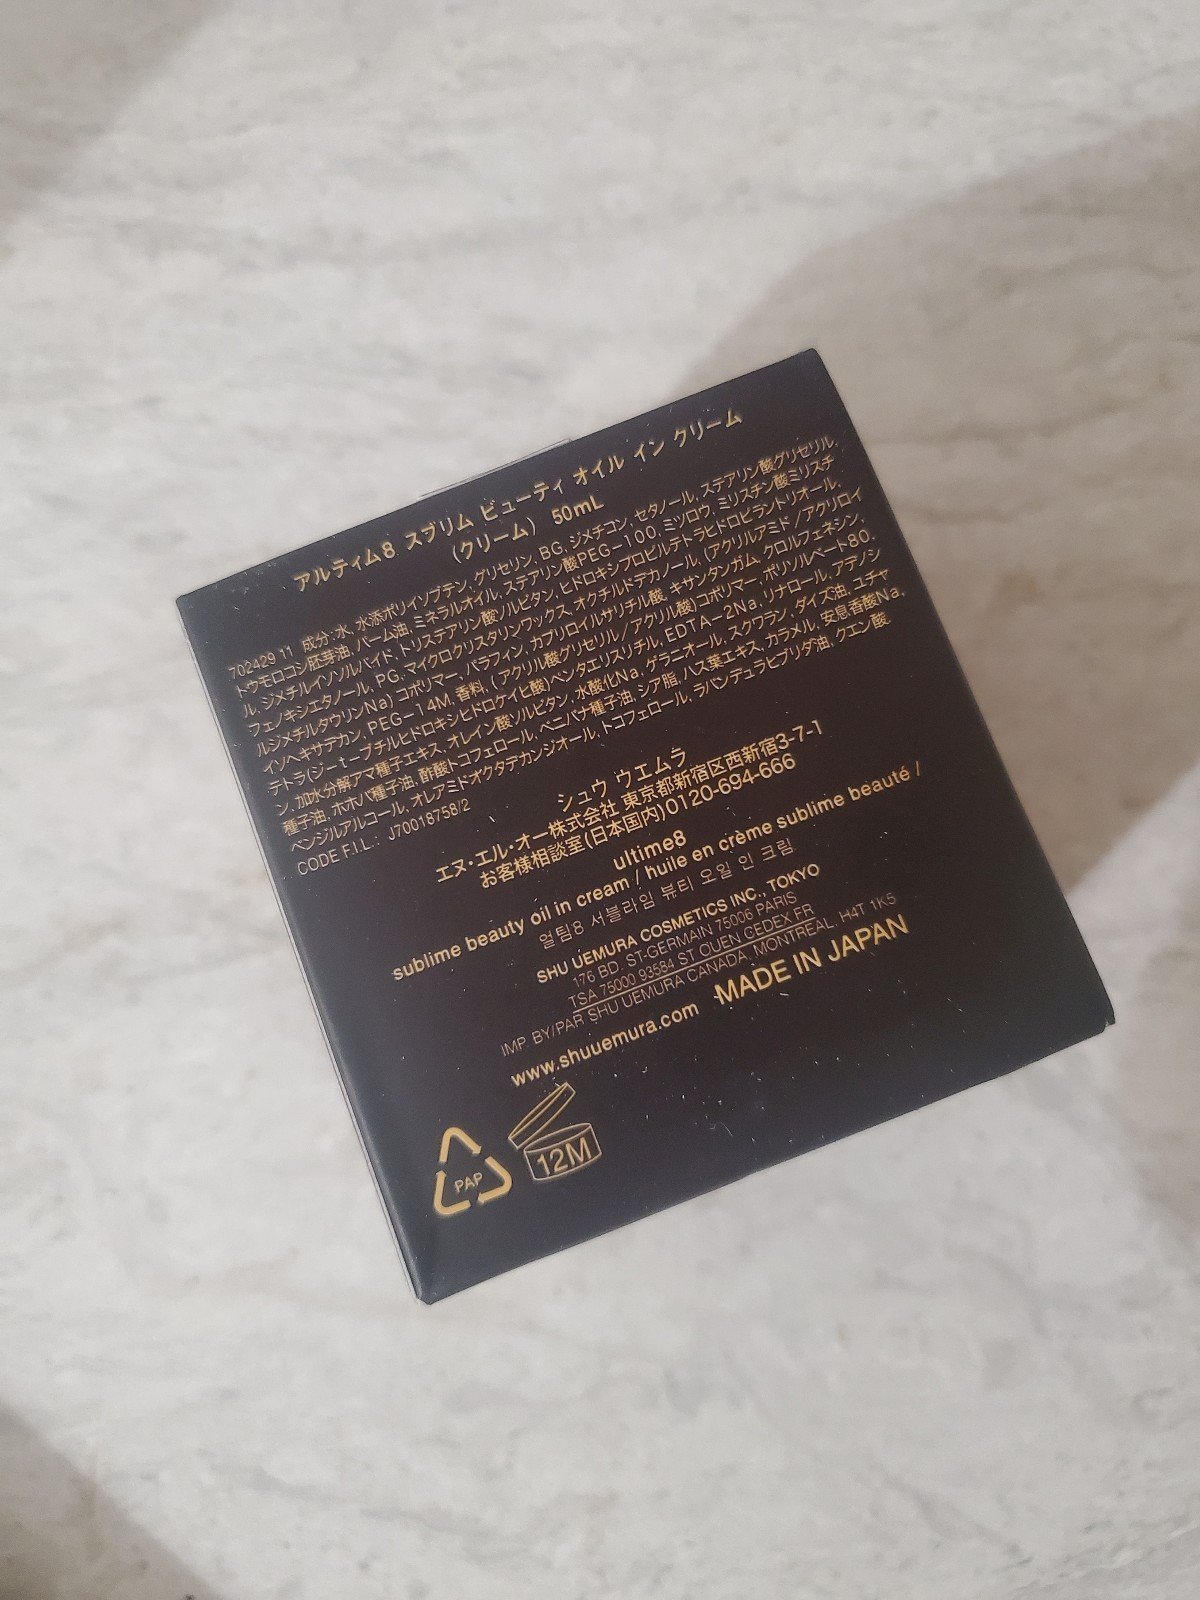 アルティム8 スブリム ビューティ オイル イン クリーム
(クリーム) 50mL
702429 11 成分:水, 水添ポリイソブテン, グリセリン, BG, ジメチコン, セタノール, ステアリン酸グリセリル,
トウモロコシ胚芽油, パーム油, ミネラルオイル, ステアリン酸PEG-100, ミツロウ, ミリスチン酸ミリスチ
ル, ジメチルイソソルバイド, トリステアリン酸ソルビタン, ヒドロキシプロピルテトラヒドロピラントリオール,
フェノキシエタノール, PG, マイクロクリスタリンワックス, オクチルドデカノール, (アクリルアミド/アクリロイ
ルジメチルタウリンNa)コポリマー, パラフィン, カプリロイルサリチル酸, キサンタンガム, クロルフェネシン,
イソヘキサデカン, PEG-14M, 香料, (アクリル酸グリセリル/アクリル酸)コポリマー, ポリソルベート80,
テトラ(ジ-t-ブチルヒドロキシヒドロケイヒ酸)ペンタエリスリチル, EDTA-2Na, リナロール, アデノシ
ン, 加水分解アマ種子エキス, オレイン酸ソルビタン, 水酸化Na, ゲラニオール, スクワラン, ダイズ油, ユチャ
種子油, ホホバ種子油, 酢酸トコフェロール, ベニバナ種子油, シア脂, ハス葉エキス, カラメル, 安息香酸Na,
ベンジルアルコール, オレアミドオクタデカンジオール, トコフェロール, ラバンデュラヒブリダ油, クエン酸,
CODE F.I.L.: J70018758/2
シュウ ウエムラ
エヌ・エル・オー株式会社 東京都新宿区西新宿3-7-1
お客様相談室(日本国内)0120-694-666
ultime8
sublime beauty oil in cream / huile en crème sublime beauté /
얼팀8 서블라임 뷰티 오일 인 크림
SHU UEMURA COSMETICS INC., TOKYO
176 BD. ST-GERMAIN 75006 PARIS
TSA 75000 93584 ST OUEN CEDEX FR
IMP. BY/PAR SHU UEMURA CANADA, MONTREAL, H4T 1K5
www.shuuemura.com MADE IN JAPAN
PAP
12M